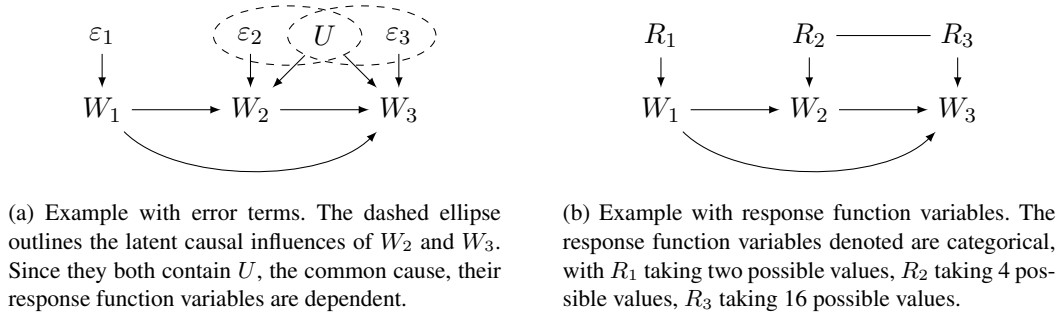 ε₁ ε₂ U ε₃
W₁ W₂ W₃
R₁ R₂ R₃
W₁ W₂ W₃
(a) Example with error terms. The dashed ellipse
outlines the latent causal influences of W₂ and W₃.
Since they both contain U, the common cause, their
response function variables are dependent.
(b) Example with response function variables. The
response function variables denoted are categorical,
with R₁ taking two possible values, R₂ taking 4 pos-
sible values, R₃ taking 16 possible values.